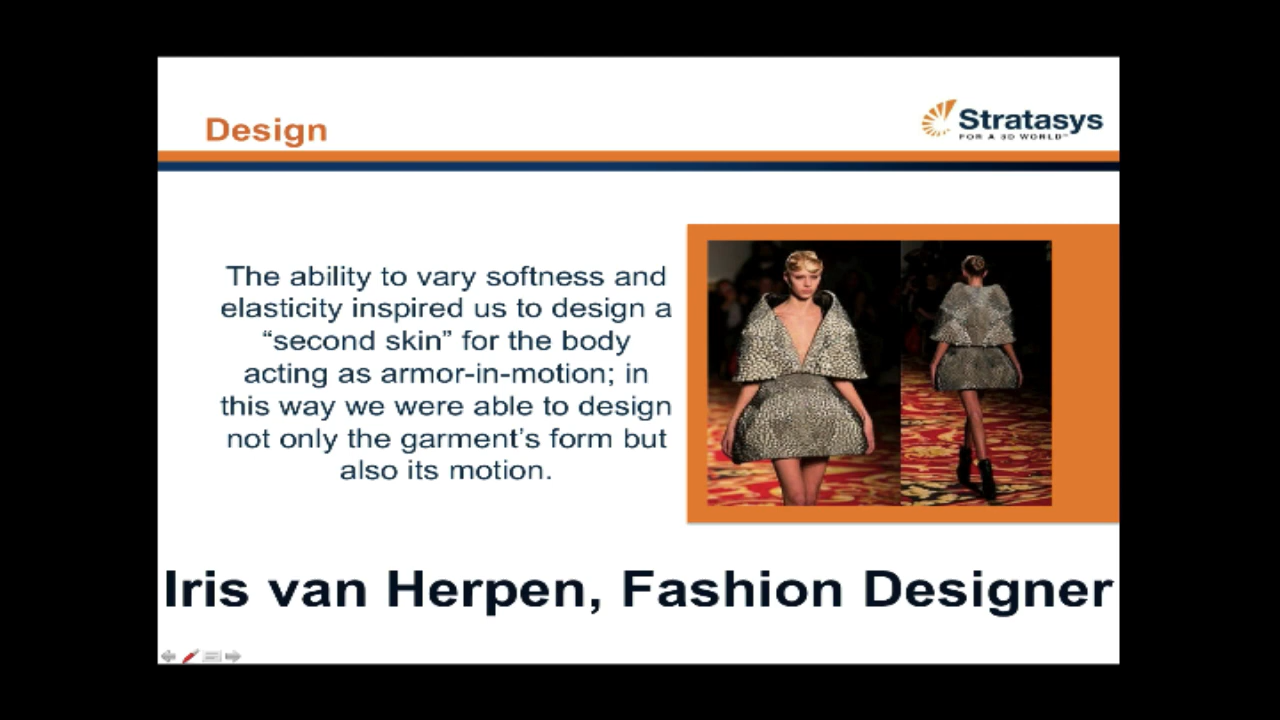 Design
Stratasys
FOR A 3D WORLD™
The ability to vary softness and
elasticity inspired us to design a
“second skin” for the body
acting as armor-in-motion; in
this way we were able to design
not only the garment’s form but
also its motion.
Iris van Herpen, Fashion Designer